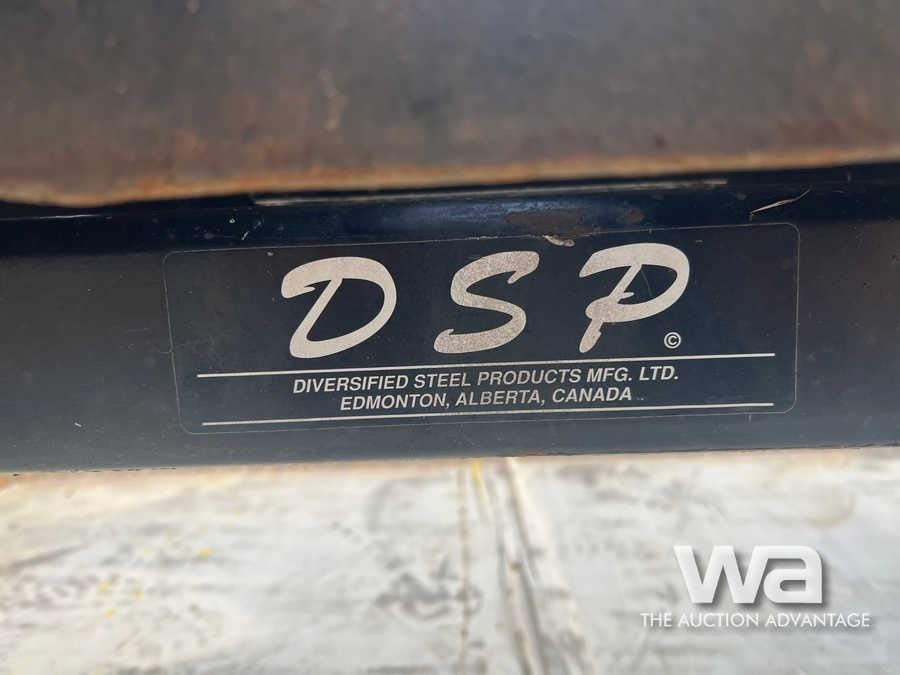 DSP ©
DIVERSIFIED STEEL PRODUCTS MFG. LTD.
EDMONTON, ALBERTA, CANADA
wa
THE AUCTION ADVANTAGE